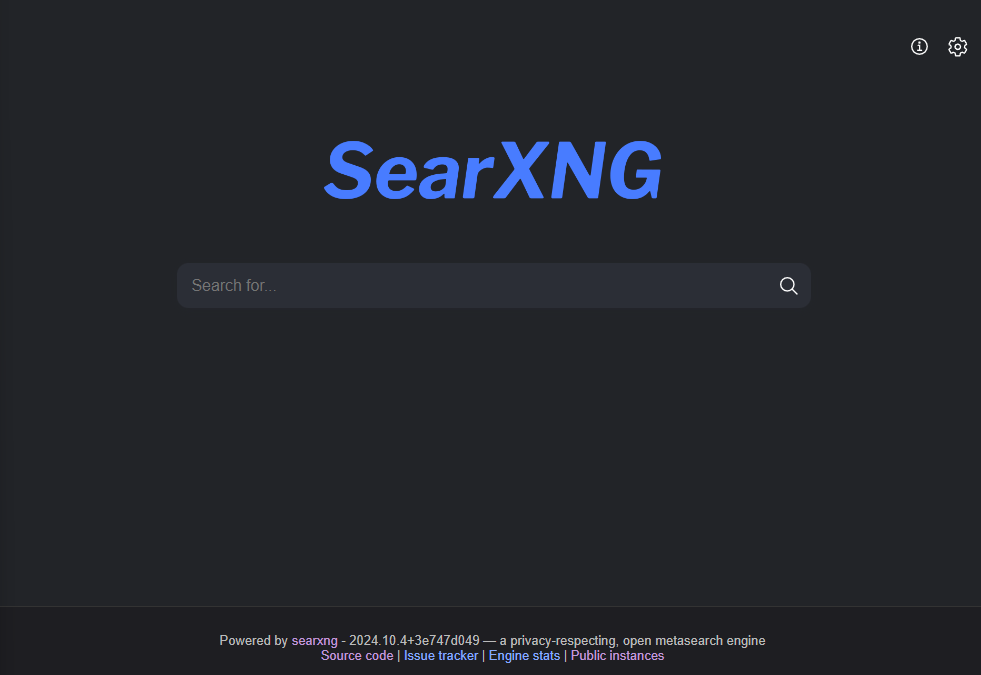 SearXNG
Search for...
Powered by searxng - 2024.10.4+3e747d049 — a privacy-respecting, open metasearch engine
Source code | Issue tracker | Engine stats | Public instances